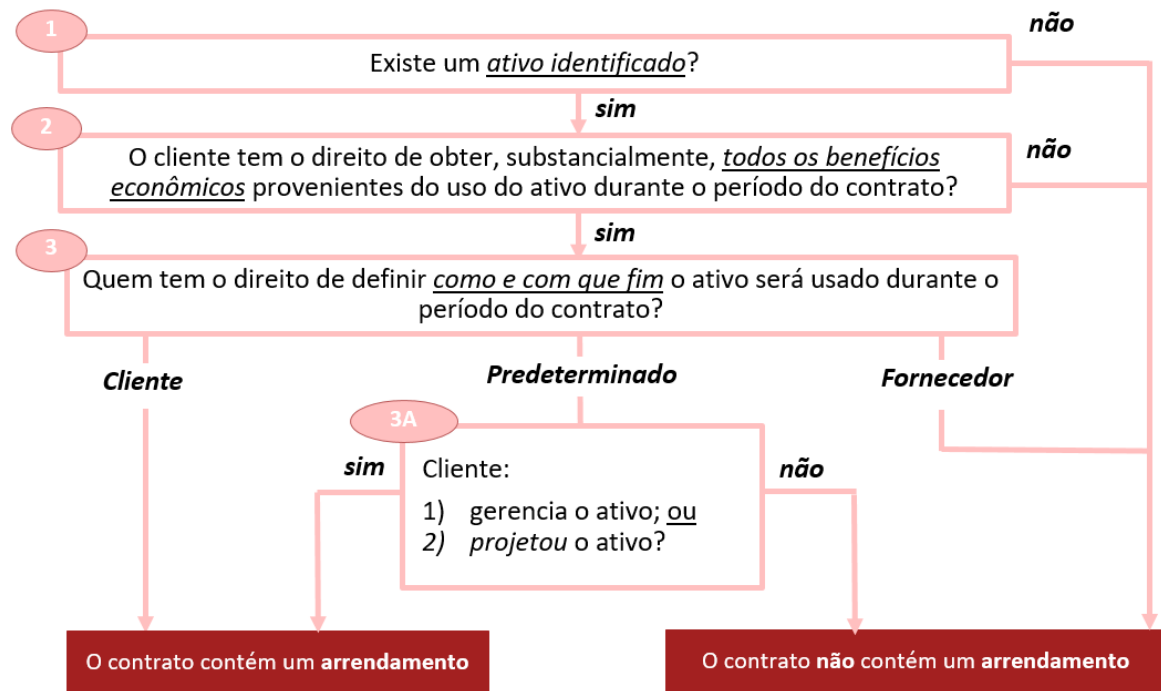 1
não
Existe um ativo identificado?
sim
2
O cliente tem o direito de obter, substancialmente, todos os benefícios
econômicos provenientes do uso do ativo durante o período do contrato?
não
sim
3
Quem tem o direito de definir como e com que fim o ativo será usado durante o
período do contrato?
Cliente
Predeterminado
Fornecedor
3A
sim
Cliente:
não
1) gerencia o ativo; ou
2) projetou o ativo?
O contrato contém um arrendamento
O contrato não contém um arrendamento